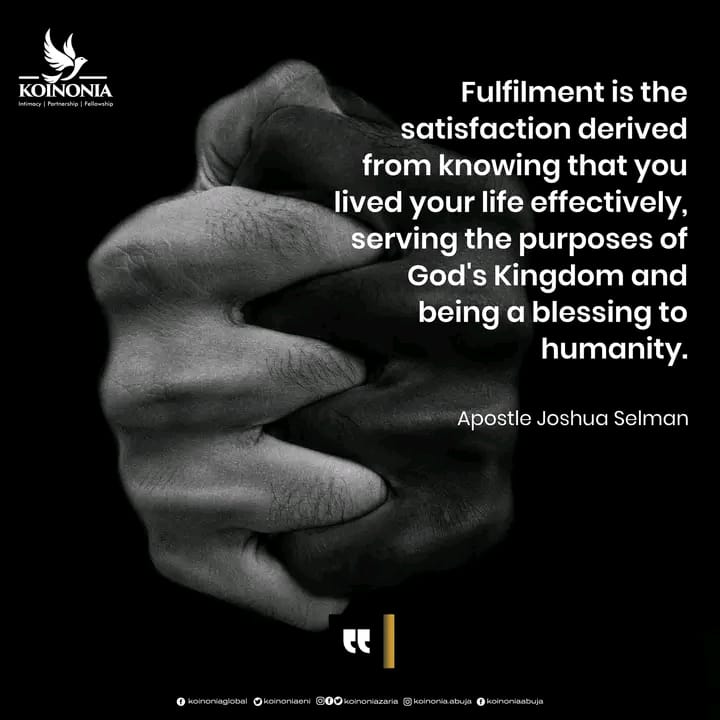 KOINONIA
Intimacy | Partnership | Fellowship
Fulfilment is the
satisfaction derived
from knowing that you
lived your life effectively,
serving the purposes of
God's Kingdom and
being a blessing to
humanity.
Apostle Joshua Selman
koinoniaglobal koinoniaeni koinoniazaria koinonia.abuja koinoniaabuja